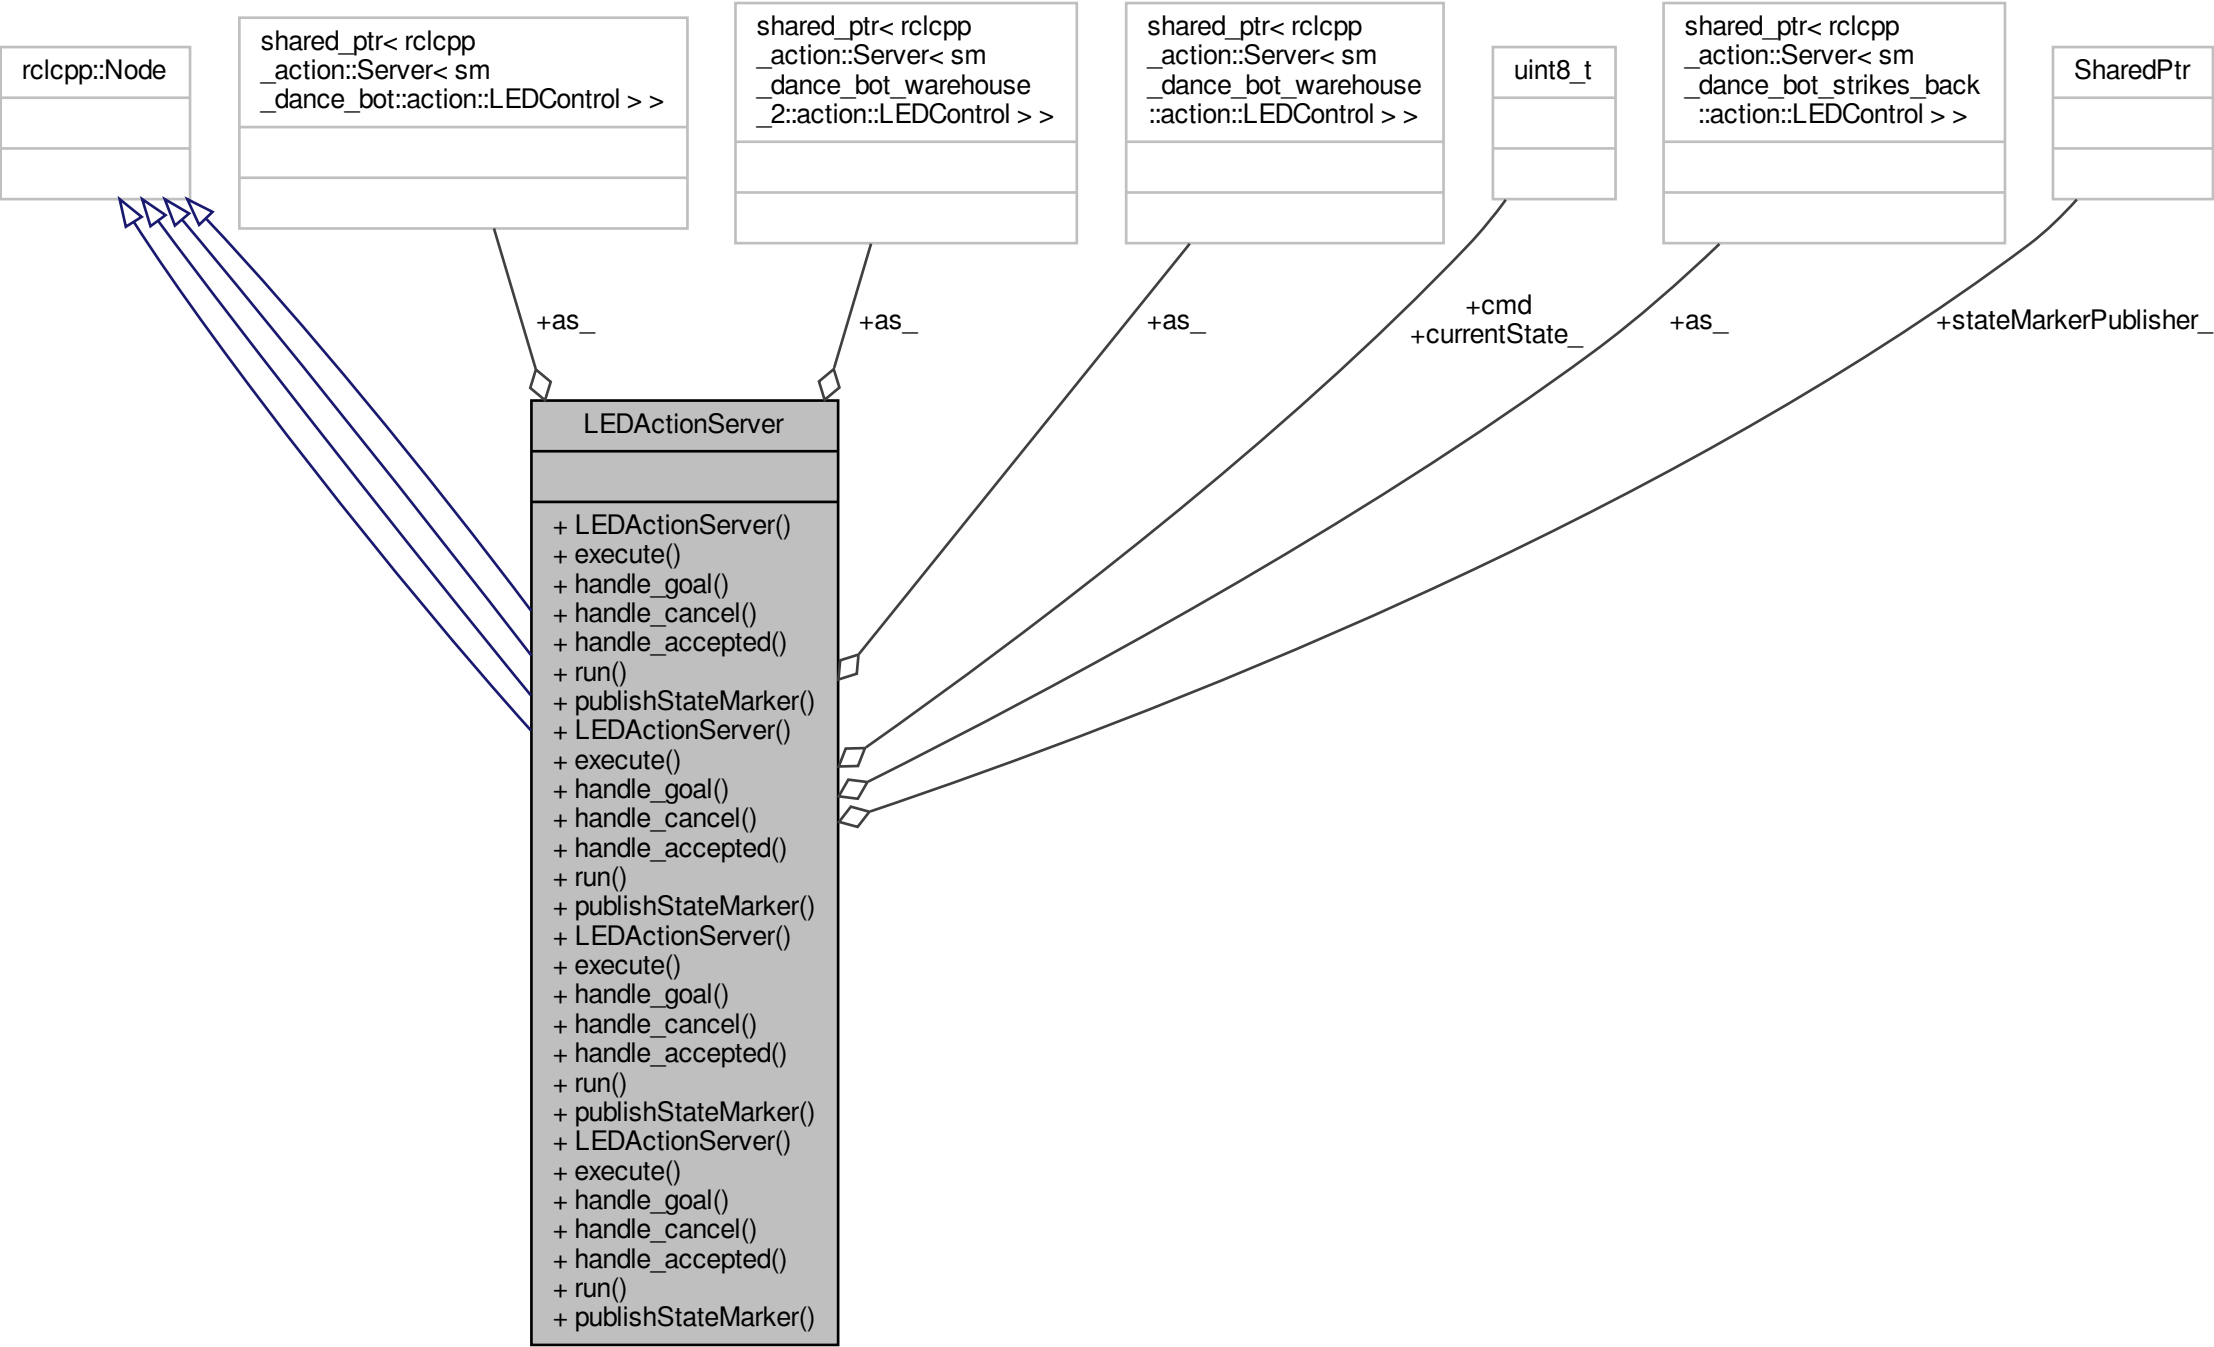 rclcpp::Node
shared_ptr< rclcpp
_action::Server< sm
_dance_bot::action::LEDControl > >
shared_ptr< rclcpp
_action::Server< sm
_dance_bot_warehouse
_2::action::LEDControl > >
shared_ptr< rclcpp
_action::Server< sm
_dance_bot_warehouse
::action::LEDControl > >
uint8_t
shared_ptr< rclcpp
_action::Server< sm
_dance_bot_strikes_back
::action::LEDControl > >
SharedPtr
+as_
+as_
+as_
+cmd
+currentState_
+as_
+stateMarkerPublisher_
LEDActionServer
+ LEDActionServer()
+ execute()
+ handle_goal()
+ handle_cancel()
+ handle_accepted()
+ run()
+ publishStateMarker()
+ LEDActionServer()
+ execute()
+ handle_goal()
+ handle_cancel()
+ handle_accepted()
+ run()
+ publishStateMarker()
+ LEDActionServer()
+ execute()
+ handle_goal()
+ handle_cancel()
+ handle_accepted()
+ run()
+ publishStateMarker()
+ LEDActionServer()
+ execute()
+ handle_goal()
+ handle_cancel()
+ handle_accepted()
+ run()
+ publishStateMarker()